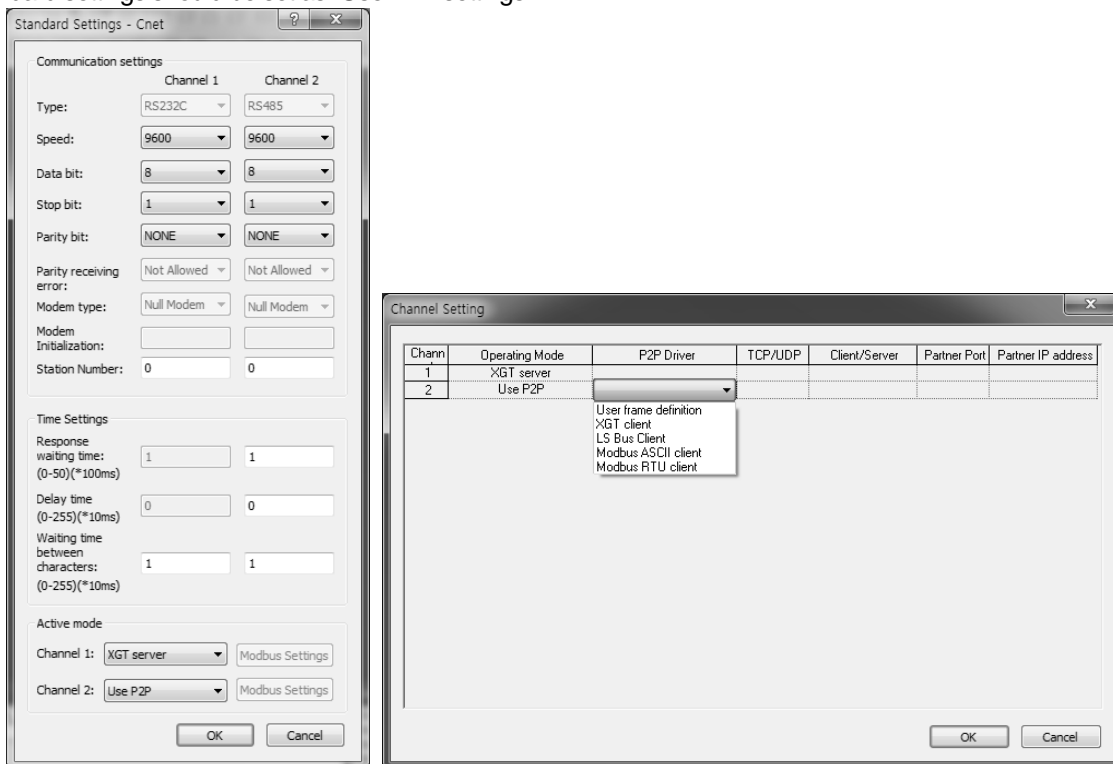 Standard Settings - Cnet
Communication settings
Channel 1 Channel 2
Type: RS232C RS485
Speed: 9600 9600
Data bit: 8 8
Stop bit: 1 1
Parity bit: NONE NONE
Parity receiving error: Not Allowed Not Allowed
Modem type: Null Modem Null Modem
Modem Initialization:
Station Number: 0 0
Time Settings
Response waiting time: (0-50)(*100ms) 1 1
Delay time (0-255)(*10ms) 0 0
Waiting time between characters: (0-255)(*10ms) 1 1
Active mode
Channel 1: XGT server Modbus Settings
Channel 2: Use P2P Modbus Settings
OK Cancel
Channel Setting
Chann Operating Mode P2P Driver TCP/UDP Client/Server Partner Port Partner IP address
1 XGT server
2 Use P2P
User frame definition
XGT client
LS Bus Client
Modbus ASCII client
Modbus RTU client
OK Cancel